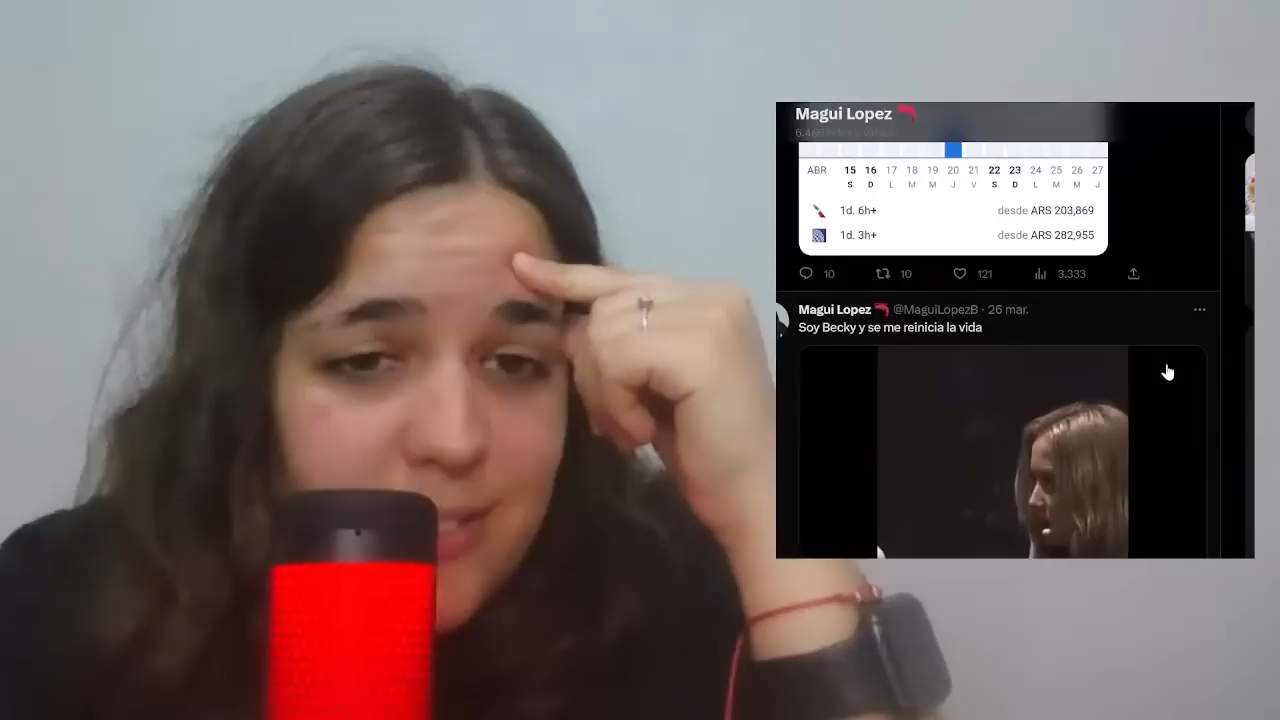 Magui Lopez
ABR 15 16 17 18 19 20 21 22 23 24 25 26 27
S D L M M J V S D L M M J
1d. 6h+ desde ARS 203,869
1d. 3h+ desde ARS 282,955
10 10 121 3.333
Magui Lopez @MaguiLopezB · 26 mar.
Soy Becky y se me reinicia la vida